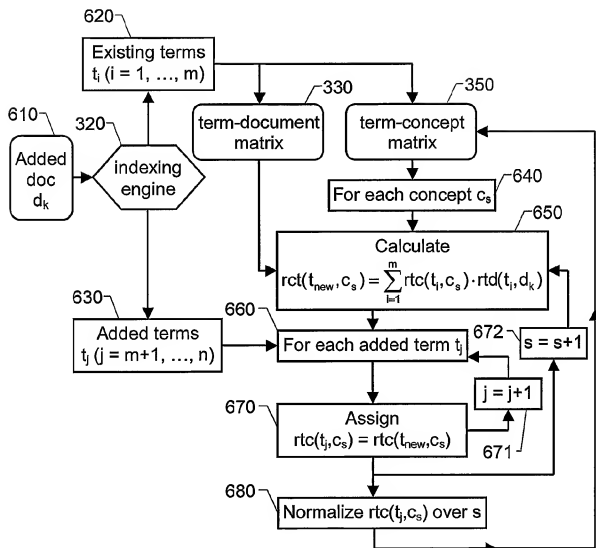 620
Existing terms
tᵢ (i = 1, ..., m)
330
350
610
320
term-document
matrix
term-concept
matrix
Added
doc
dₖ
indexing
engine
640
For each concept cₛ
650
Calculate
rct(tₙₑw,cₛ) = ∑ᵢ₌₁ᵐ rtc(tᵢ,cₛ)·rtd(tᵢ,dₖ)
630
660
672
Added terms
tⱼ (j = m+1, ..., n)
For each added term tⱼ
s = s+1
j = j+1
670
671
Assign
rtc(tⱼ,cₛ) = rtc(tₙₑw,cₛ)
680
Normalize rtc(tⱼ,cₛ) over s